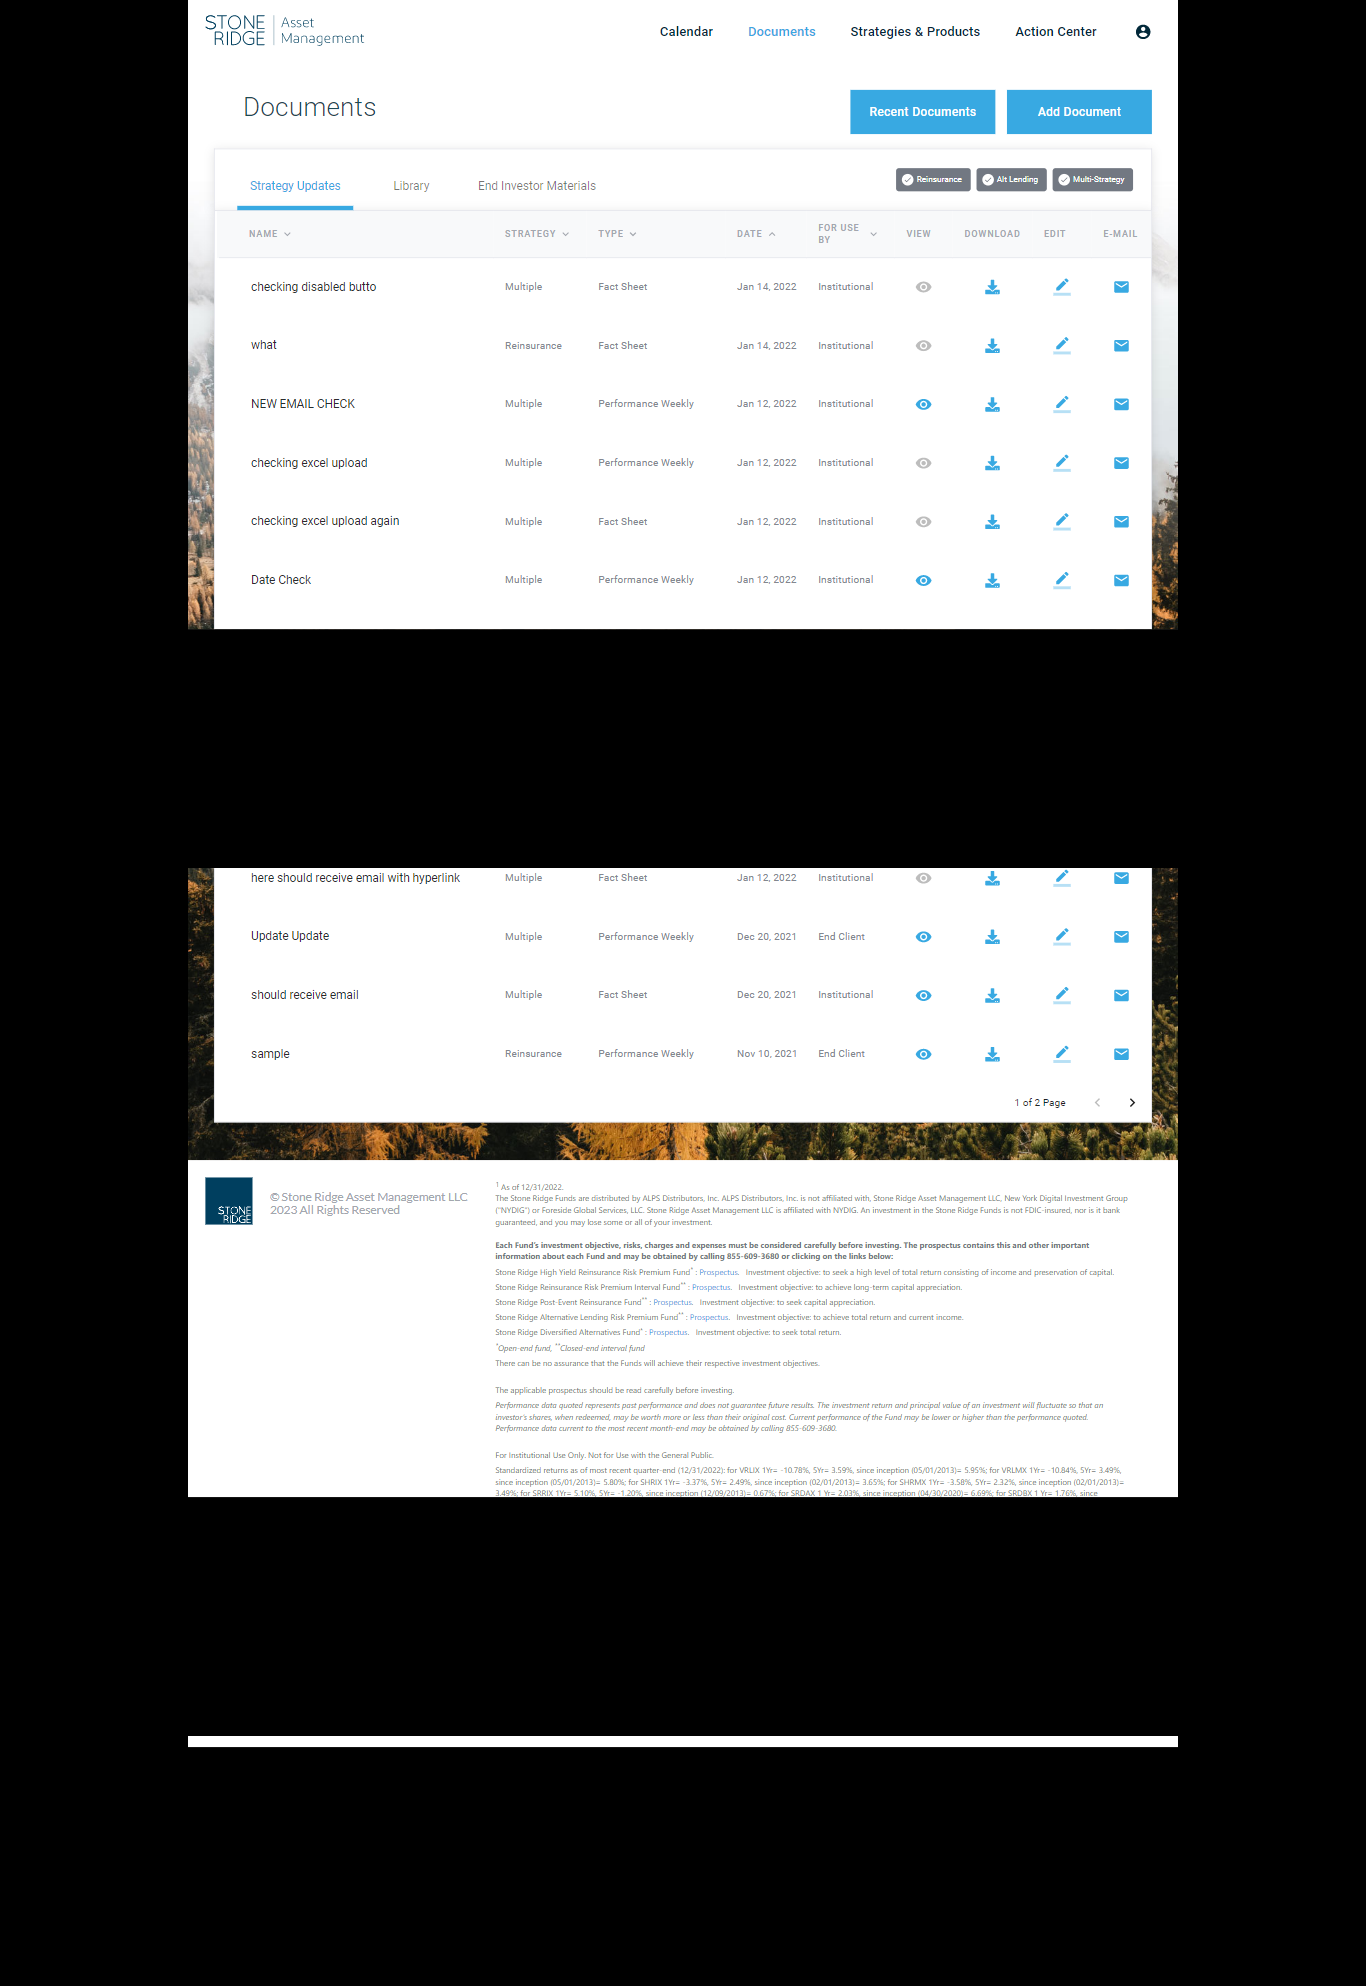 STONE RIDGE Asset Management
Calendar Documents Strategies & Products Action Center
Documents
Recent Documents Add Document
Strategy Updates Library End Investor Materials Reinsurance Alt Lending Multi-Strategy
NAME STRATEGY TYPE DATE FOR USE BY VIEW DOWNLOAD EDIT E-MAIL
checking disabled butto Multiple Fact Sheet Jan 14, 2022 Institutional
what Reinsurance Fact Sheet Jan 14, 2022 Institutional
NEW EMAIL CHECK Multiple Performance Weekly Jan 12, 2022 Institutional
checking excel upload Multiple Performance Weekly Jan 12, 2022 Institutional
checking excel upload again Multiple Fact Sheet Jan 12, 2022 Institutional
Date Check Multiple Performance Weekly Jan 12, 2022 Institutional
here should receive email with hyperlink Multiple Fact Sheet Jan 12, 2022 Institutional
Update Update Multiple Performance Weekly Dec 20, 2021 End Client
should receive email Multiple Fact Sheet Dec 20, 2021 Institutional
sample Reinsurance Performance Weekly Nov 10, 2021 End Client
1 of 2 Page
STONE RIDGE
© Stone Ridge Asset Management LLC
2023 All Rights Reserved
1 As of 12/31/2022.
The Stone Ridge Funds are distributed by ALPS Distributors, Inc. ALPS Distributors, Inc. is not affiliated with, Stone Ridge Asset Management LLC, New York Digital Investment Group
("NYDIG") or Foreside Global Services, LLC. Stone Ridge Asset Management LLC is affiliated with NYDIG. An investment in the Stone Ridge Funds is not FDIC-insured, nor is it bank
guaranteed, and you may lose some or all of your investment.
Each Fund's investment objective, risks, charges and expenses must be considered carefully before investing. The prospectus contains this and other important
information about each Fund and may be obtained by calling 855-609-3680 or clicking on the links below:
Stone Ridge High Yield Reinsurance Risk Premium Fund* : Prospectus. Investment objective: to seek a high level of total return consisting of income and preservation of capital.
Stone Ridge Reinsurance Risk Premium Interval Fund** : Prospectus. Investment objective: to achieve long-term capital appreciation.
Stone Ridge Post-Event Reinsurance Fund** : Prospectus. Investment objective: to seek capital appreciation.
Stone Ridge Alternative Lending Risk Premium Fund** : Prospectus. Investment objective: to achieve total return and current income.
Stone Ridge Diversified Alternatives Fund* : Prospectus. Investment objective: to seek total return.
*Open-end fund, **Closed-end interval fund
There can be no assurance that the Funds will achieve their respective investment objectives.
The applicable prospectus should be read carefully before investing.
Performance data quoted represents past performance and does not guarantee future results. The investment return and principal value of an investment will fluctuate so that an
investor's shares, when redeemed, may be worth more or less than their original cost. Current performance of the Fund may be lower or higher than the performance quoted.
Performance data current to the most recent month-end may be obtained by calling 855-609-3680.
For Institutional Use Only. Not for Use with the General Public.
Standardized returns as of most recent quarter-end (12/31/2022): for VRLIX 1Yr= -10.78%, 5Yr= 3.59%, since inception (05/01/2013)= 5.95%; for VRLMX 1Yr= -10.84%, 5Yr= 3.49%,
since inception (05/01/2013)= 5.80%; for SHRIX 1Yr= -3.37%, 5Yr= 2.49%, since inception (02/01/2013)= 3.65%; for SHRMX 1Yr= -3.58%, 5Yr= 2.32%, since inception (02/01/2013)=
3.49%; for SRRIX 1Yr= 5.10%, 5Yr= -1.20%, since inception (12/09/2013)= 0.67%; for SRDAX 1 Yr= 2.03%, since inception (04/30/2020)= 6.69%; for SRDBX 1 Yr= 1.76%, since